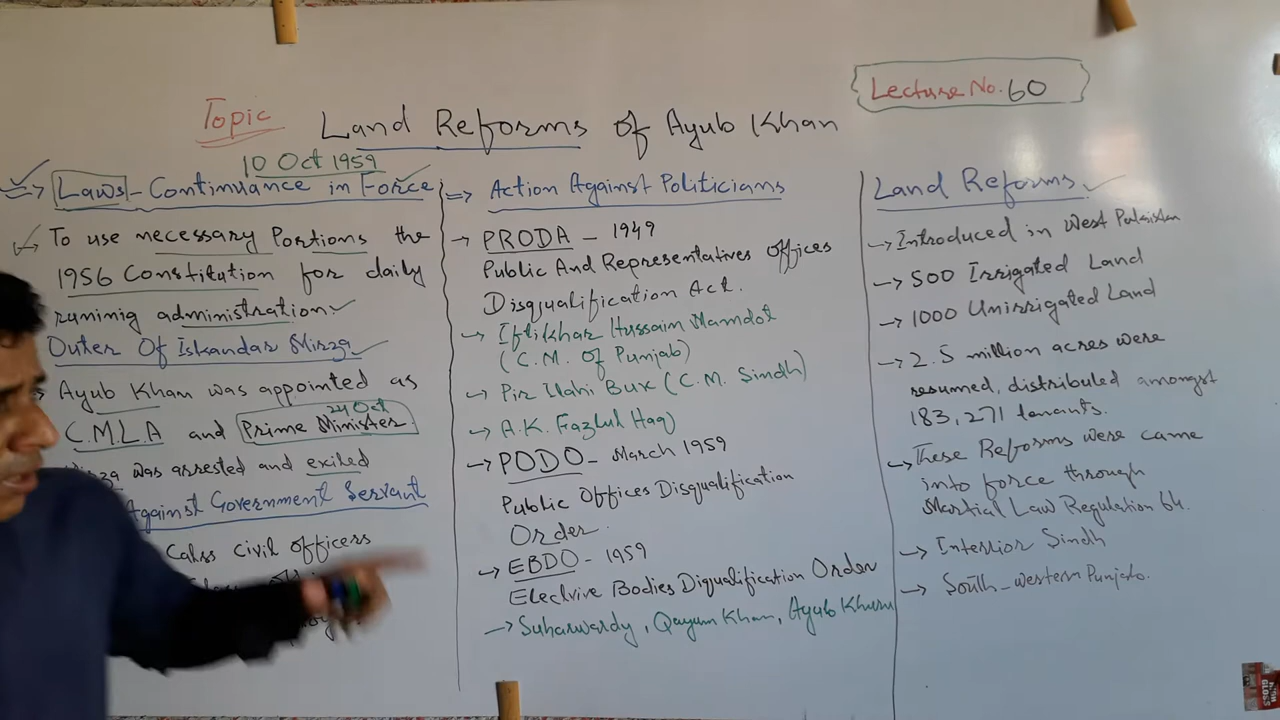 Lecture No. 60
Topic Land Reforms of Ayub Khan
10 Oct 1959
=> Laws - Continuance in Force
→ To use necessary Portions the
1956 Constitution for daily
runinig administration.
Outer Of Iskandar Mirza
Ayub Khan was appointed as
24 Oct
C.M.L.A and Prime Minister.
was arrested and exiled
Against Government Servant
Calss Civil officers
=> Action Against Politicians
→ PRODA - 1949
Public And Representatives Offices
Disqualification Act.
→ Iftikhar Hussain Mamdot
(C.M. Of Punjab)
→ Pir Ilahi Bux (C.M. Sindh)
→ A.K. Fazlul Haq
→ PODO - March 1959
Public Offices Disqualification
Order.
→ EBDO - 1959
Elective Bodies Diqualification Order
→ Suharwardy, Qayum Khan, Ayub Khuru
Land Reforms
→ Introduced in West Pakistan
→ 500 Irrigated Land
→ 1000 Unirrigated Land
→ 2.5 million acres were
resumed, distributed amongst
183,271 tenants.
→ These Reforms were came
into force through
Martial Law Regulation 64.
→ Interior Sindh
→ South-western Punjab.